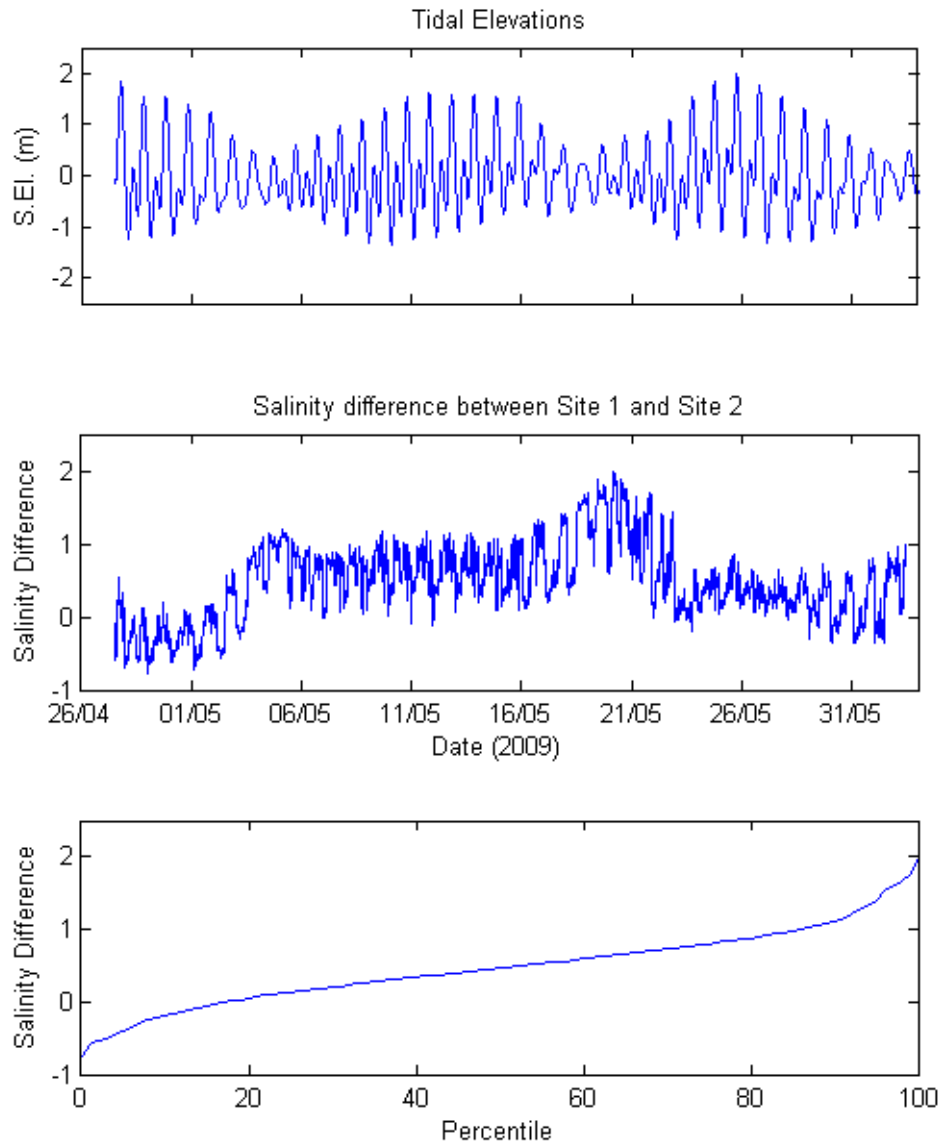 Tidal Elevations
2
1
0
-1
-2
S.El. (m)
Salinity difference between Site 1 and Site 2
2
1
0
-1
Salinity Difference
26/04 01/05 06/05 11/05 16/05 21/05 26/05 31/05
Date (2009)
2
1
0
-1
Salinity Difference
0 20 40 60 80 100
Percentile